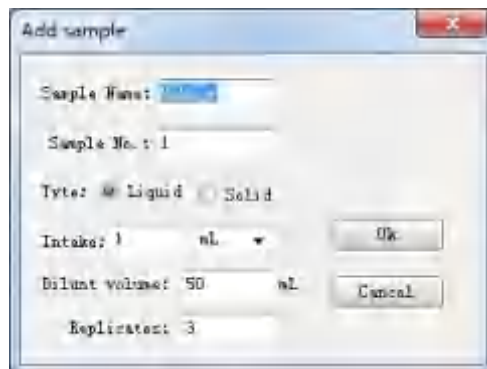 Add sample
Sample Name:
Sample No.: 1
Tyte: Liquid Solid
Intake: 1 mL
Dilunt volume: 50 mL
Replicates: 3
Ok
Cancel